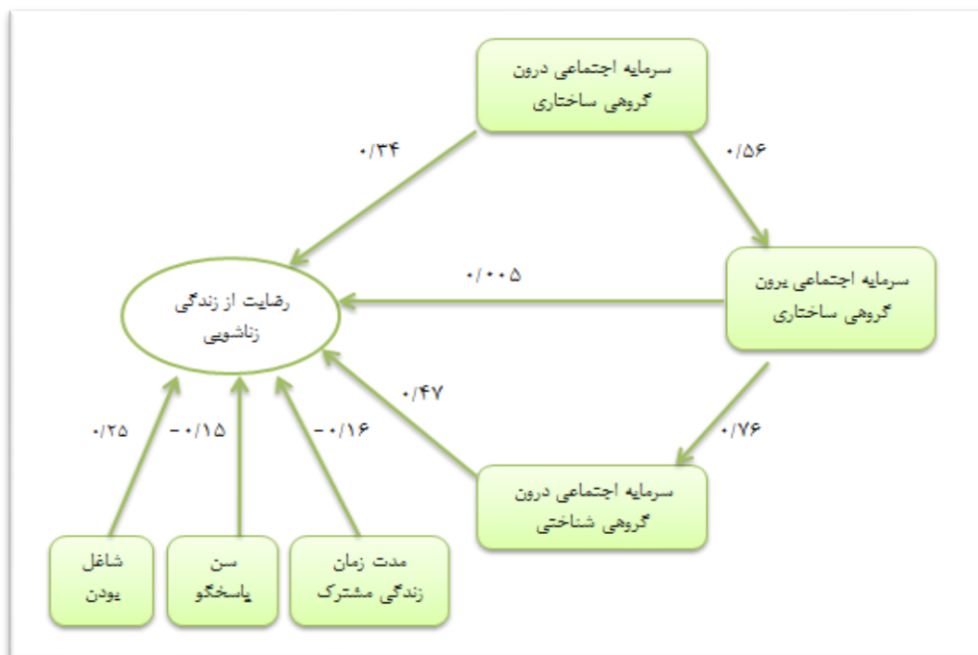 سرمایه اجتماعی درون
گروهی ساختاری
۰/۳۴
۰/۵۶
۰/۰۰۵
سرمایه اجتماعی برون
گروهی ساختاری
رضایت از زندگی
زناشویی
۰/۴۷
۰/۷۶
۰/۲۵
-۰/۱۵
-۰/۱۶
سرمایه اجتماعی درون
گروهی شناختی
مدت زمان
زندگی مشترک
سن
پاسخگو
شاغل
بودن